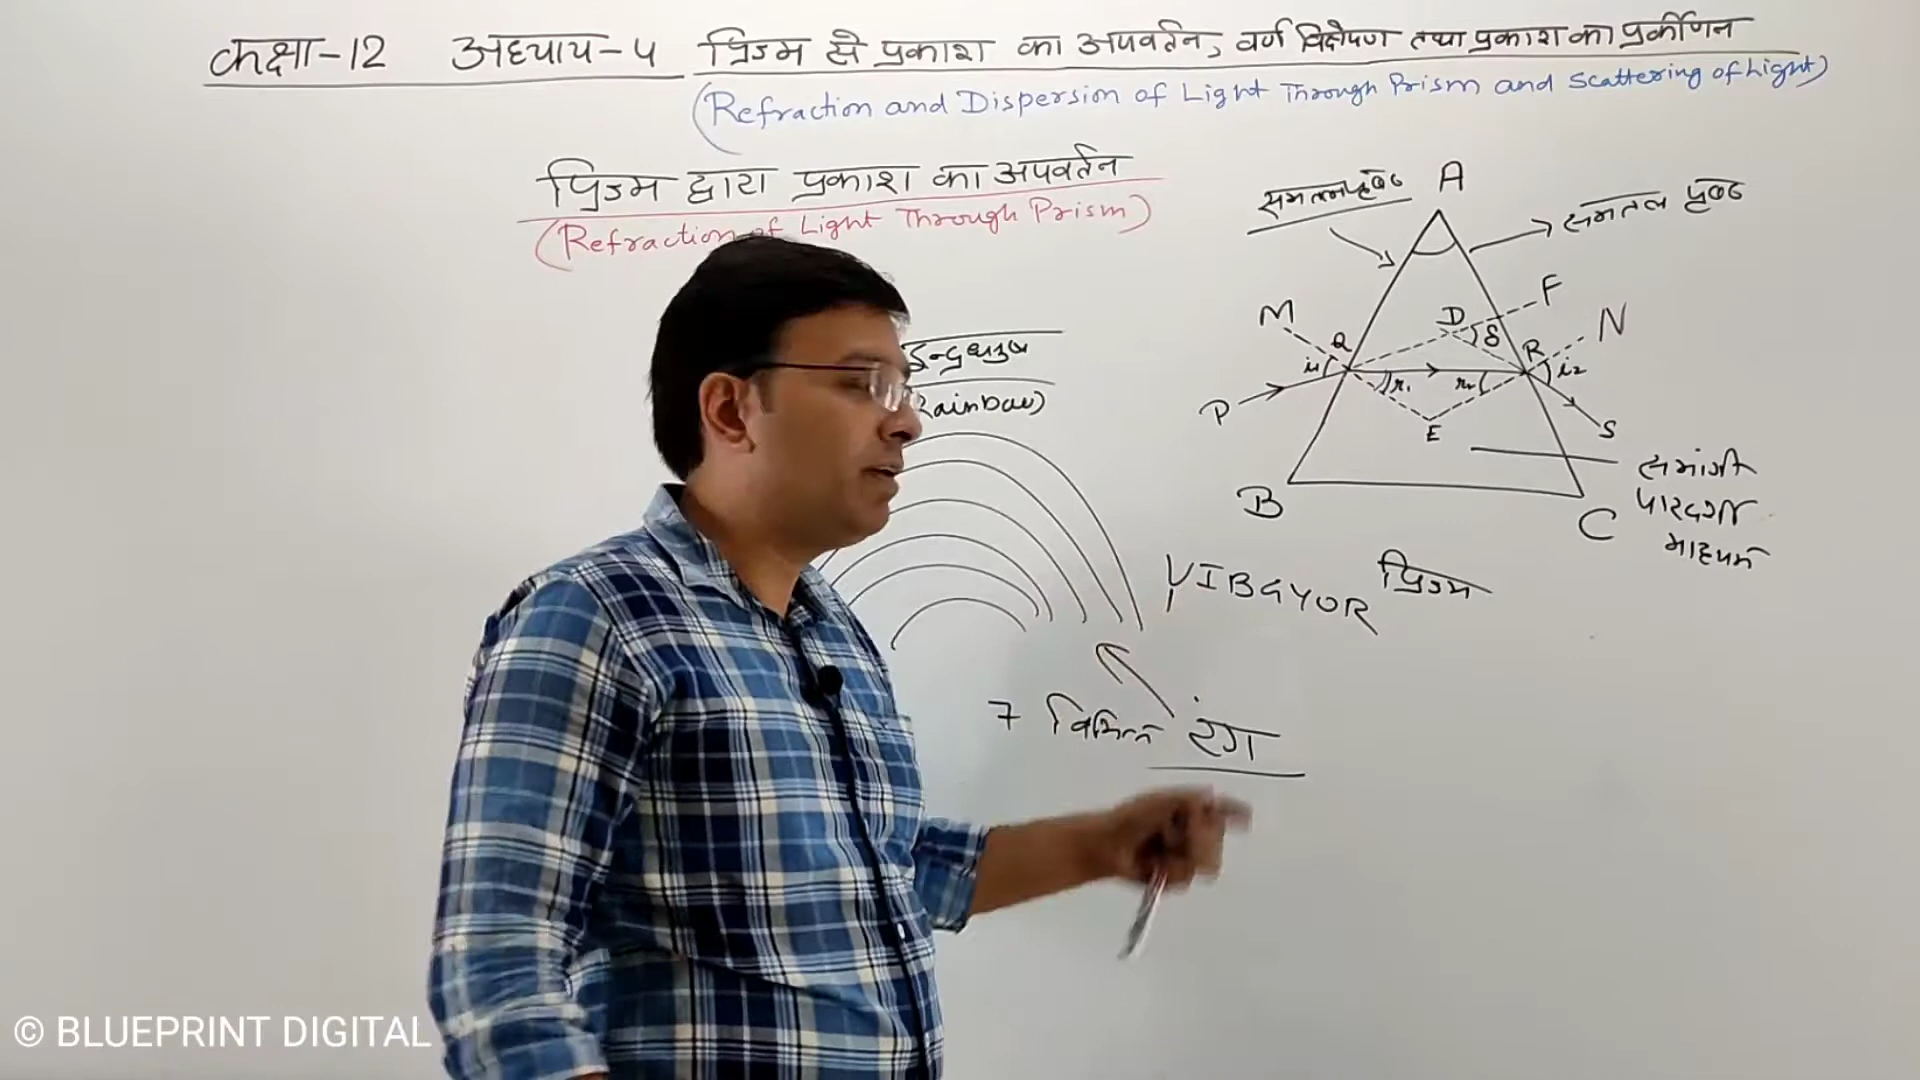 कक्षा-12 अध्याय-4 प्रिज्म से प्रकाश का अपवर्तन, वर्ण विक्षेपण तथा प्रकाश का प्रकीर्णन
(Refraction and Dispersion of Light Through Prism and Scattering of Light)
प्रिज्म द्वारा प्रकाश का अपवर्तन
(Refraction of Light Through Prism)
समतल पृष्ठ A समतल पृष्ठ
M D F N
Q δ R
i₁ r₁ r₂ i₂
P E S
B C
समांगी
पारदर्शी
माध्यम
इन्द्रधनुष
Rainbow)
VIBGYOR प्रिज्म
7 विभिन्न रंग
© BLUEPRINT DIGITAL